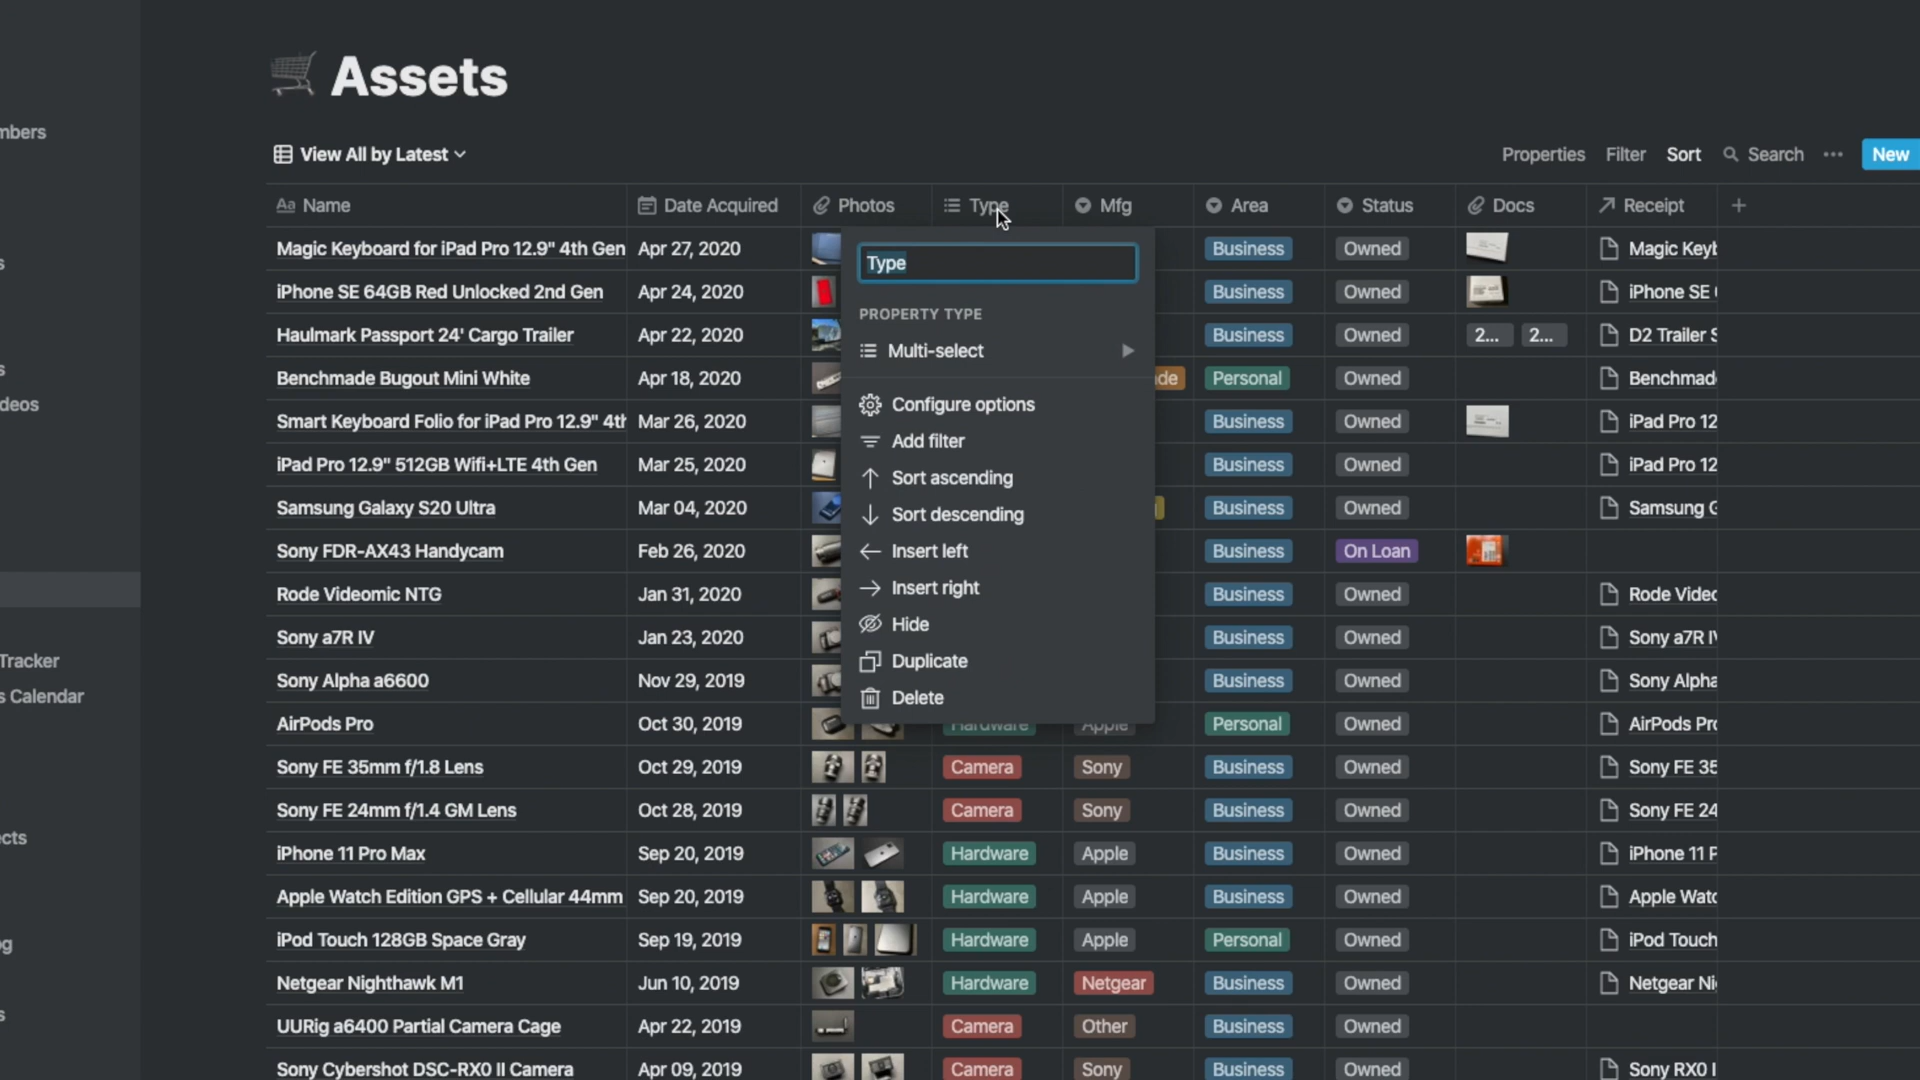 Assets
mbers
View All by Latest
Properties Filter Sort Search ••• New
Aa Name Date Acquired Photos Type Mfg Area Status Docs Receipt +
Magic Keyboard for iPad Pro 12.9" 4th Gen Apr 27, 2020 Business Owned Magic Keyb
s
Type
iPhone SE 64GB Red Unlocked 2nd Gen Apr 24, 2020 Business Owned iPhone SE
PROPERTY TYPE
Haulmark Passport 24' Cargo Trailer Apr 22, 2020 Business Owned 2... 2... D2 Trailer S
Multi-select
s
Benchmade Bugout Mini White Apr 18, 2020 de Personal Owned Benchmad
deos
Configure options
Smart Keyboard Folio for iPad Pro 12.9" 4th Mar 26, 2020 Business Owned iPad Pro 12
Add filter
iPad Pro 12.9" 512GB Wifi+LTE 4th Gen Mar 25, 2020 Business Owned iPad Pro 12
Sort ascending
Samsung Galaxy S20 Ultra Mar 04, 2020 Business Owned Samsung G
Sort descending
Sony FDR-AX43 Handycam Feb 26, 2020 Insert left Business On Loan
Rode Videomic NTG Jan 31, 2020 Insert right Business Owned Rode Videc
Hide
Sony a7R IV Jan 23, 2020 Business Owned Sony a7R IV
Tracker
Duplicate
Sony Alpha a6600 Nov 29, 2019 Business Owned Sony Alpha
s Calendar
Delete
AirPods Pro Oct 30, 2019 Hardware Apple Personal Owned AirPods Pro
Sony FE 35mm f/1.8 Lens Oct 29, 2019 Camera Sony Business Owned Sony FE 35
Sony FE 24mm f/1.4 GM Lens Oct 28, 2019 Camera Sony Business Owned Sony FE 24
cts
iPhone 11 Pro Max Sep 20, 2019 Hardware Apple Business Owned iPhone 11 P
Apple Watch Edition GPS + Cellular 44mm Sep 20, 2019 Hardware Apple Business Owned Apple Watc
g
iPod Touch 128GB Space Gray Sep 19, 2019 Hardware Apple Personal Owned iPod Touch
Netgear Nighthawk M1 Jun 10, 2019 Hardware Netgear Business Owned Netgear Ni
s
UURig a6400 Partial Camera Cage Apr 22, 2019 Camera Other Business Owned
Sony Cybershot DSC-RX0 II Camera Apr 09, 2019 Camera Sony Business Owned Sony RX0 I